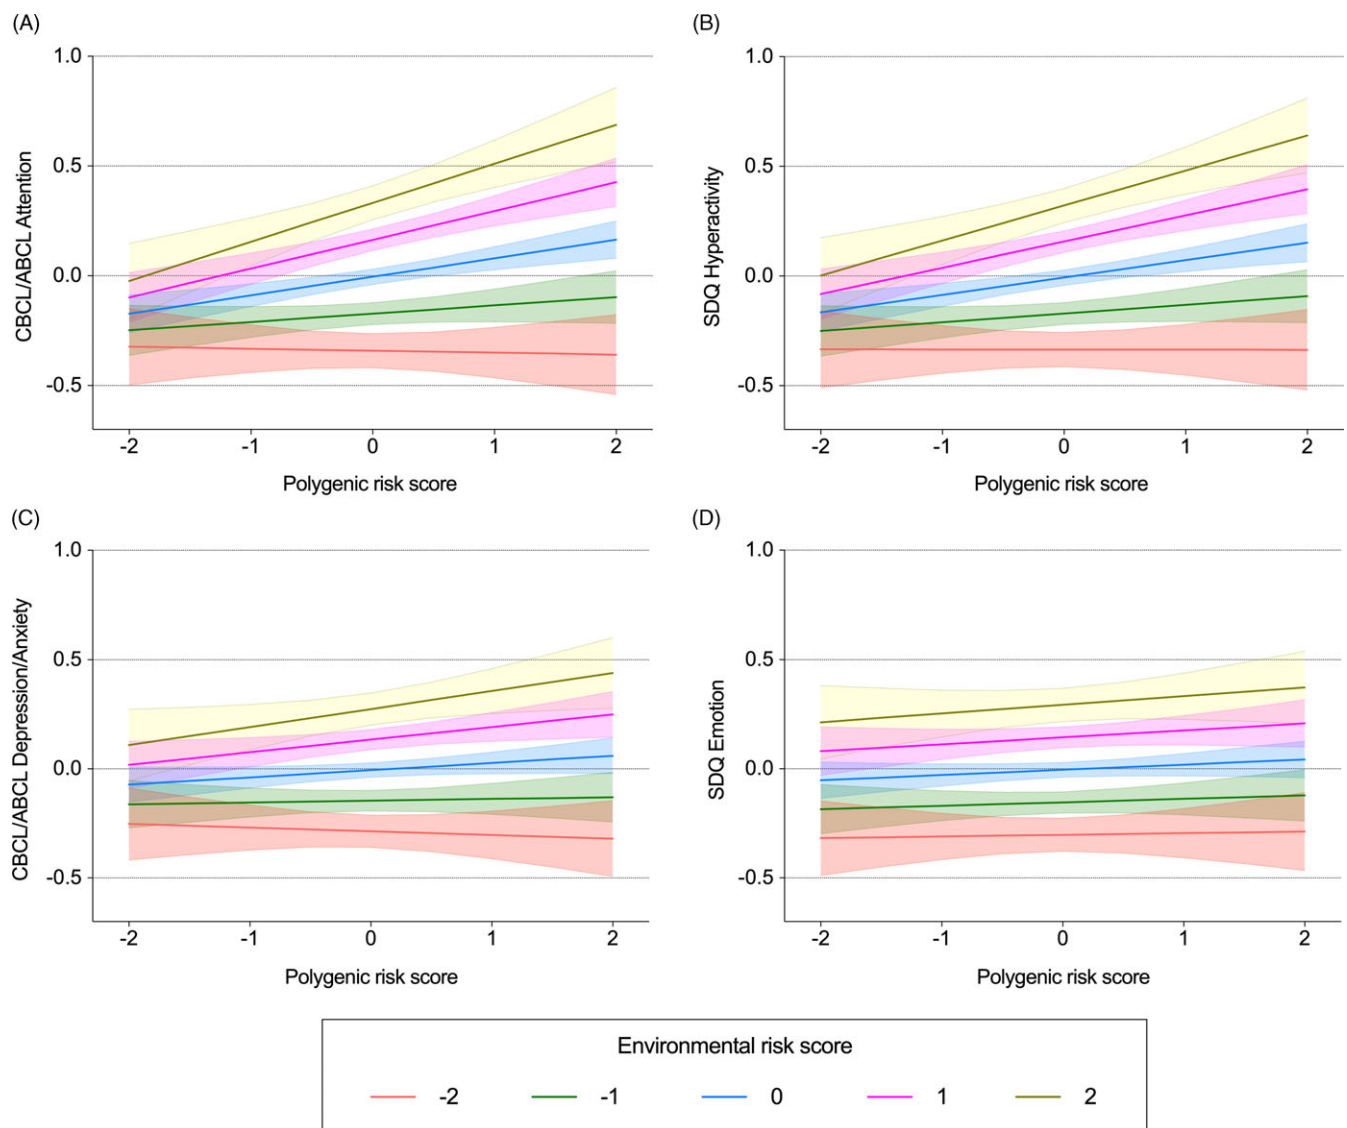 (A)
1.0
0.5
0.0
-0.5
CBCL/ABCL Attention
-2 -1 0 1 2
Polygenic risk score
(B)
1.0
0.5
0.0
-0.5
SDQ Hyperactivity
-2 -1 0 1 2
Polygenic risk score
(C)
1.0
0.5
0.0
-0.5
CBCL/ABCL Depression/Anxiety
-2 -1 0 1 2
Polygenic risk score
(D)
1.0
0.5
0.0
-0.5
SDQ Emotion
-2 -1 0 1 2
Polygenic risk score
Environmental risk score
-2 -1 0 1 2